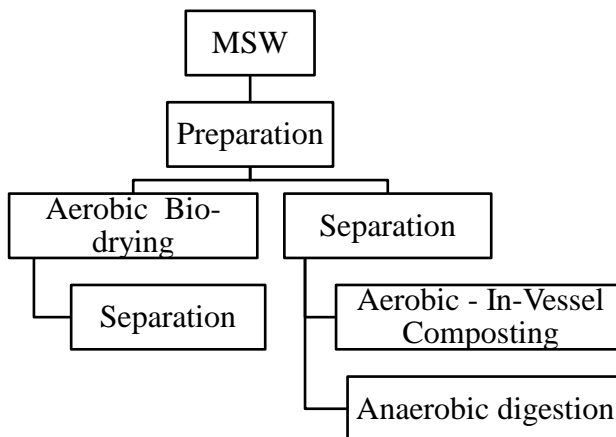 MSW
Preparation
Aerobic Bio-
drying
Separation
Separation
Aerobic - In-Vessel
Composting
Anaerobic digestion